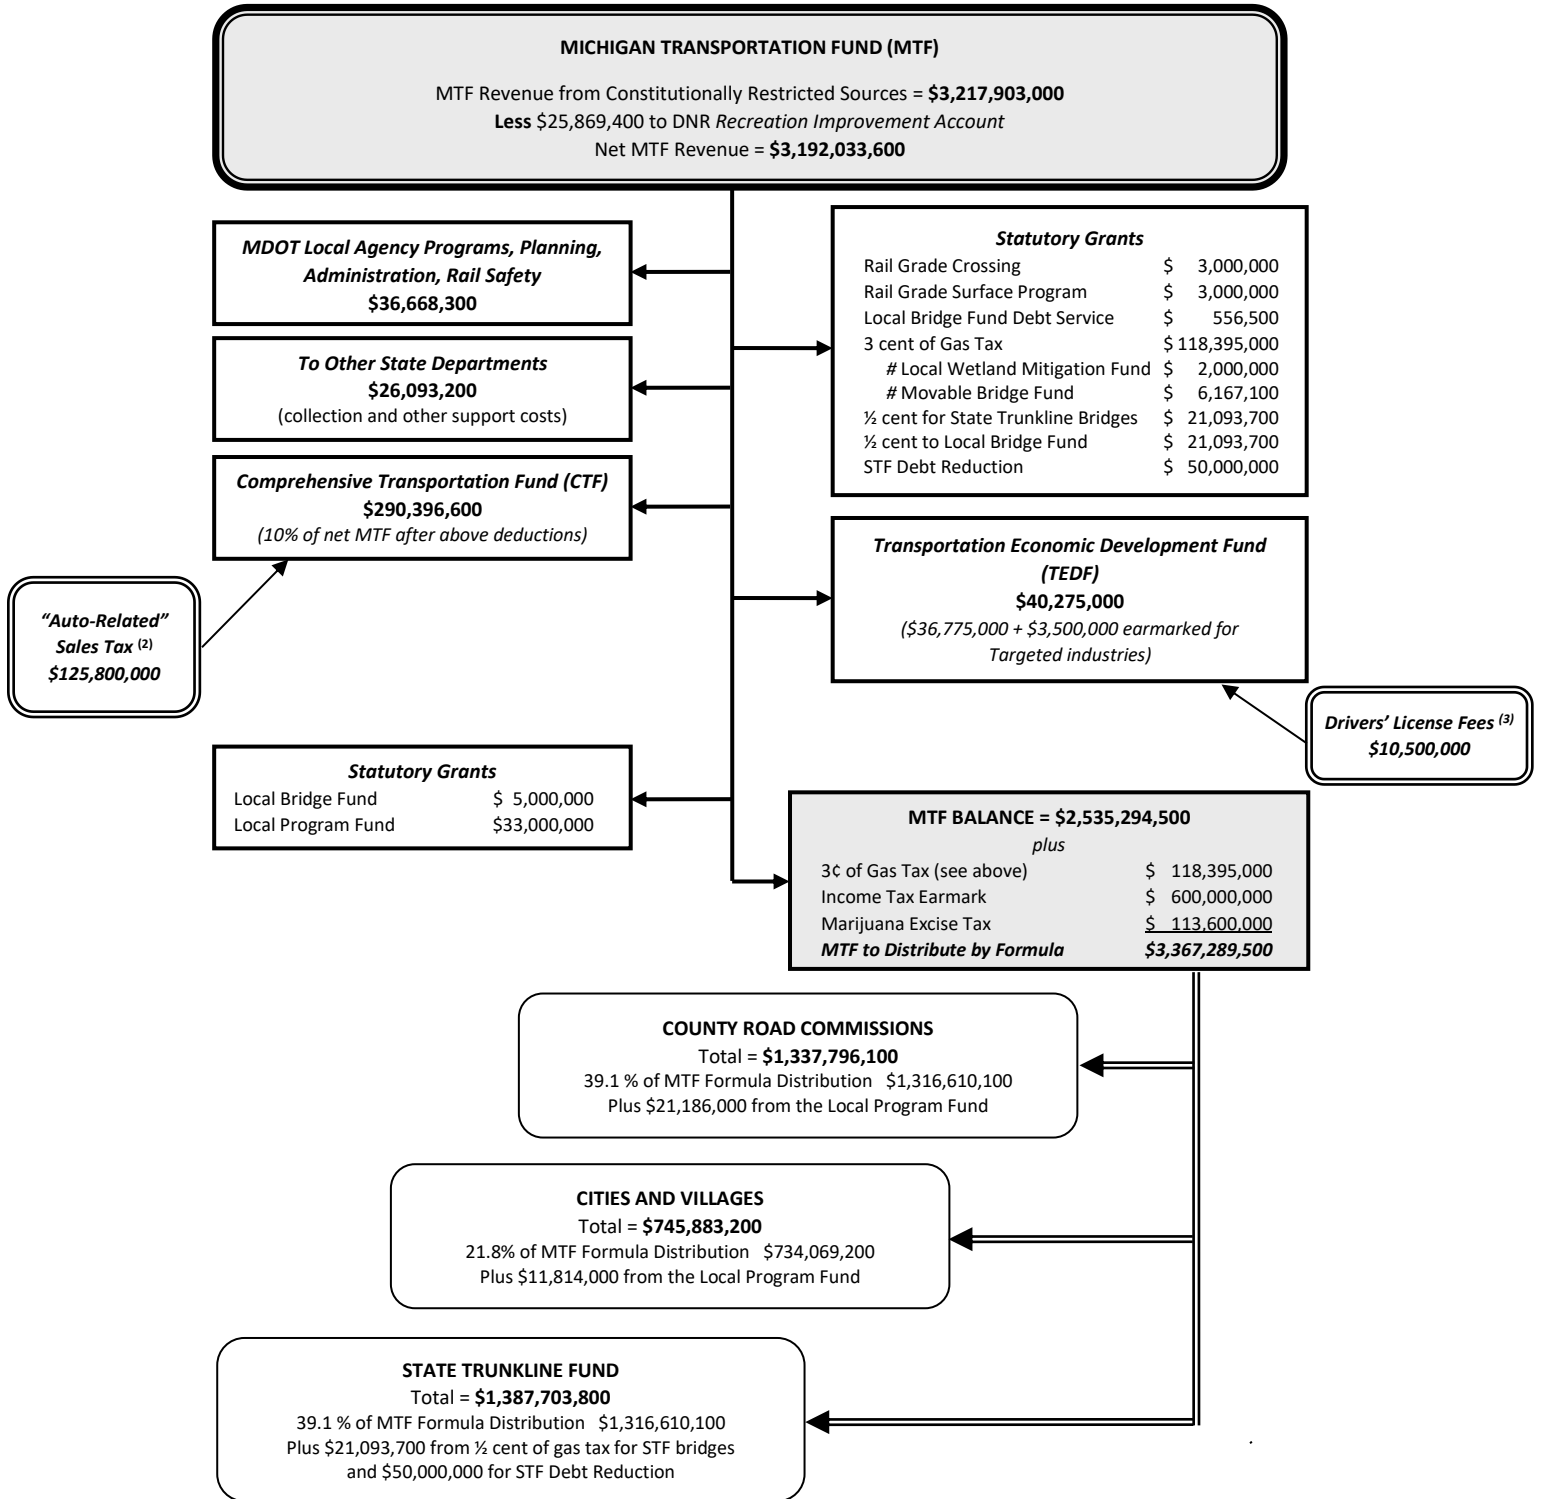 MICHIGAN TRANSPORTATION FUND (MTF)
MTF Revenue from Constitutionally Restricted Sources = $3,217,903,000
Less $25,869,400 to DNR Recreation Improvement Account
Net MTF Revenue = $3,192,033,600
MDOT Local Agency Programs, Planning,
Administration, Rail Safety
$36,668,300
Statutory Grants
Rail Grade Crossing $ 3,000,000
Rail Grade Surface Program $ 3,000,000
Local Bridge Fund Debt Service $ 556,500
3 cent of Gas Tax $ 118,395,000
# Local Wetland Mitigation Fund $ 2,000,000
# Movable Bridge Fund $ 6,167,100
½ cent for State Trunkline Bridges $ 21,093,700
½ cent to Local Bridge Fund $ 21,093,700
STF Debt Reduction $ 50,000,000
To Other State Departments
$26,093,200
(collection and other support costs)
Comprehensive Transportation Fund (CTF)
$290,396,600
(10% of net MTF after above deductions)
Transportation Economic Development Fund
(TEDF)
$40,275,000
($36,775,000 + $3,500,000 earmarked for
Targeted industries)
“Auto-Related”
Sales Tax (2)
$125,800,000
Drivers’ License Fees (3)
$10,500,000
Statutory Grants
Local Bridge Fund $ 5,000,000
Local Program Fund $33,000,000
MTF BALANCE = $2,535,294,500
plus
3¢ of Gas Tax (see above) $ 118,395,000
Income Tax Earmark $ 600,000,000
Marijuana Excise Tax $ 113,600,000
MTF to Distribute by Formula $3,367,289,500
COUNTY ROAD COMMISSIONS
Total = $1,337,796,100
39.1 % of MTF Formula Distribution $1,316,610,100
Plus $21,186,000 from the Local Program Fund
CITIES AND VILLAGES
Total = $745,883,200
21.8% of MTF Formula Distribution $734,069,200
Plus $11,814,000 from the Local Program Fund
STATE TRUNKLINE FUND
Total = $1,387,703,800
39.1 % of MTF Formula Distribution $1,316,610,100
Plus $21,093,700 from ½ cent of gas tax for STF bridges
and $50,000,000 for STF Debt Reduction
.